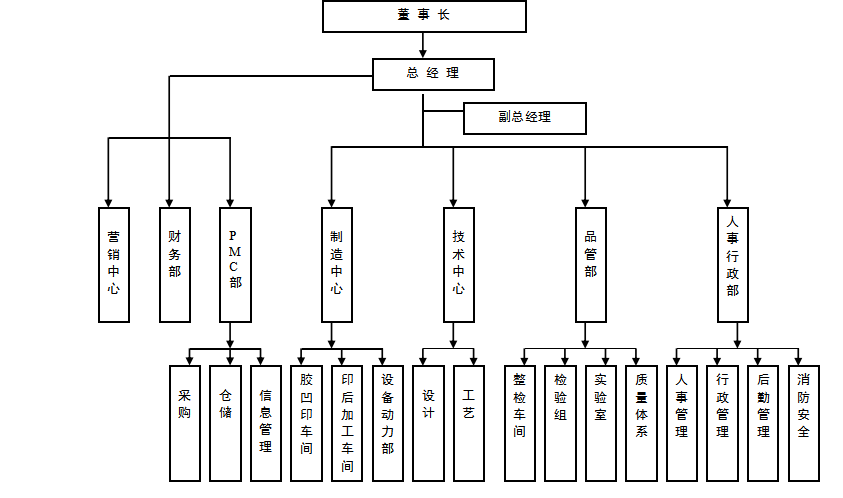 董 事 长
总 经 理
副总经理
营销中心
财务部
PMC部
制造中心
技术中心
品管部
人事行政部
采购
仓储
信息管理
胶凹印车间
印后加工车间
设备动力部
设计
工艺
整检车间
检验组
实验室
质量体系
人事管理
行政管理
后勤管理
消防安全